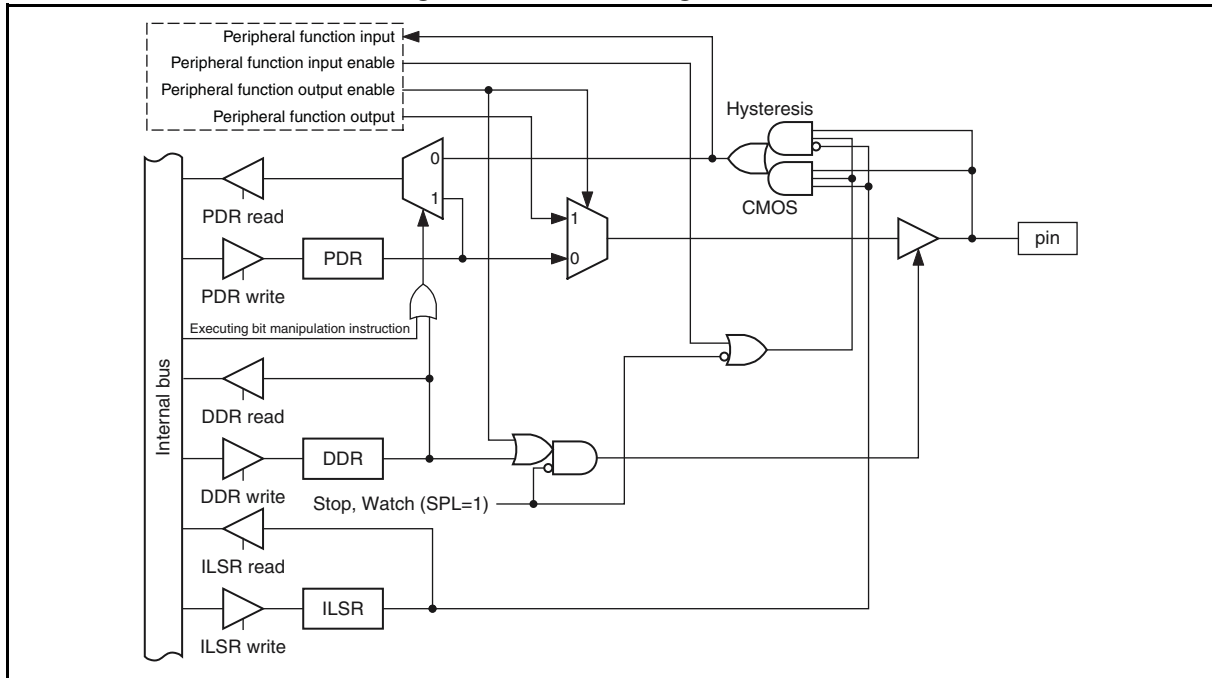 Peripheral function input
Peripheral function input enable
Peripheral function output enable
Peripheral function output
Hysteresis
0
1
CMOS
PDR read
1
pin
PDR
0
PDR write
Executing bit manipulation instruction
Internal bus
DDR read
DDR
DDR write
Stop, Watch (SPL=1)
ILSR read
ILSR
ILSR write